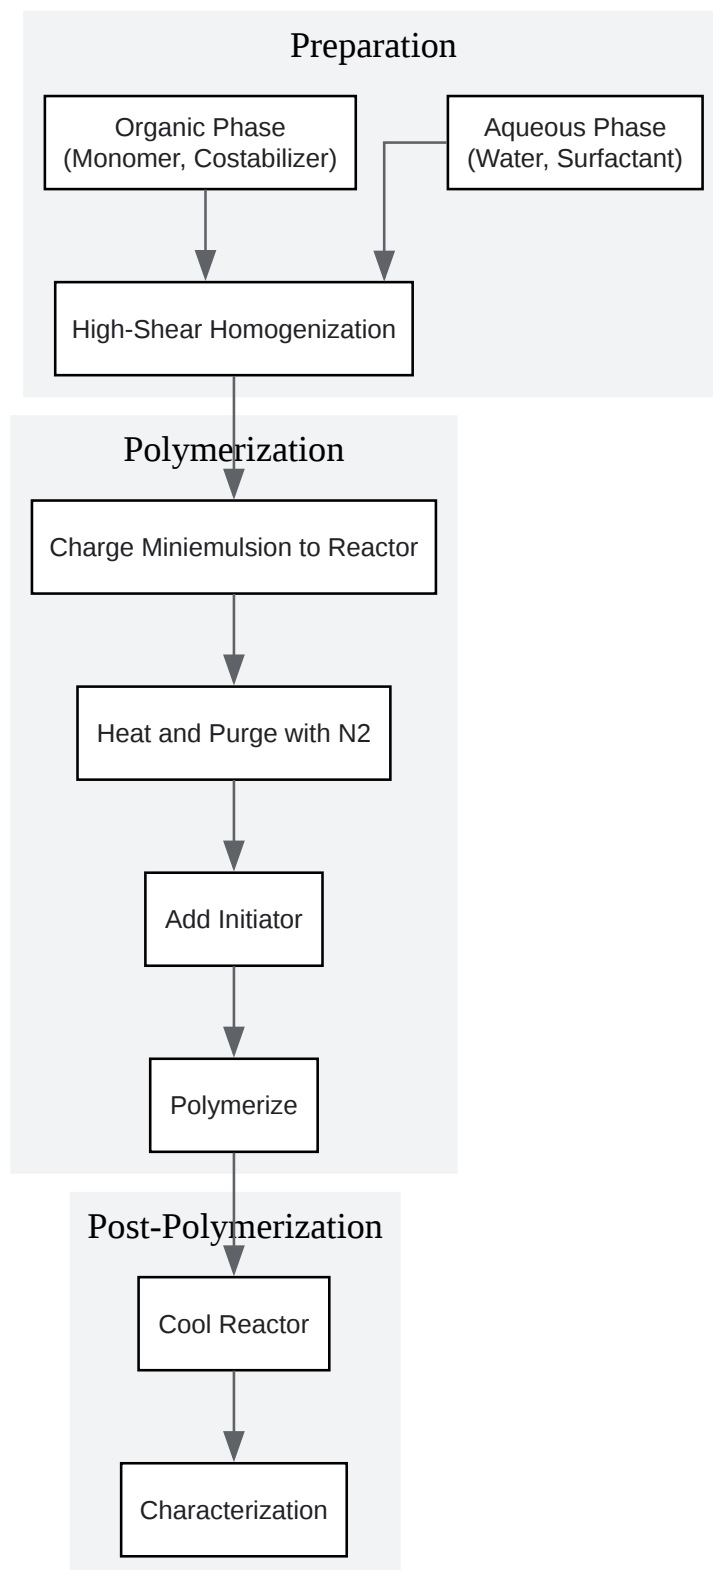 Preparation
Organic Phase
(Monomer, Costabilizer)
Aqueous Phase
(Water, Surfactant)
High-Shear Homogenization
Polymerization
Charge Miniemulsion to Reactor
Heat and Purge with N2
Add Initiator
Polymerize
Post-Polymerization
Cool Reactor
Characterization